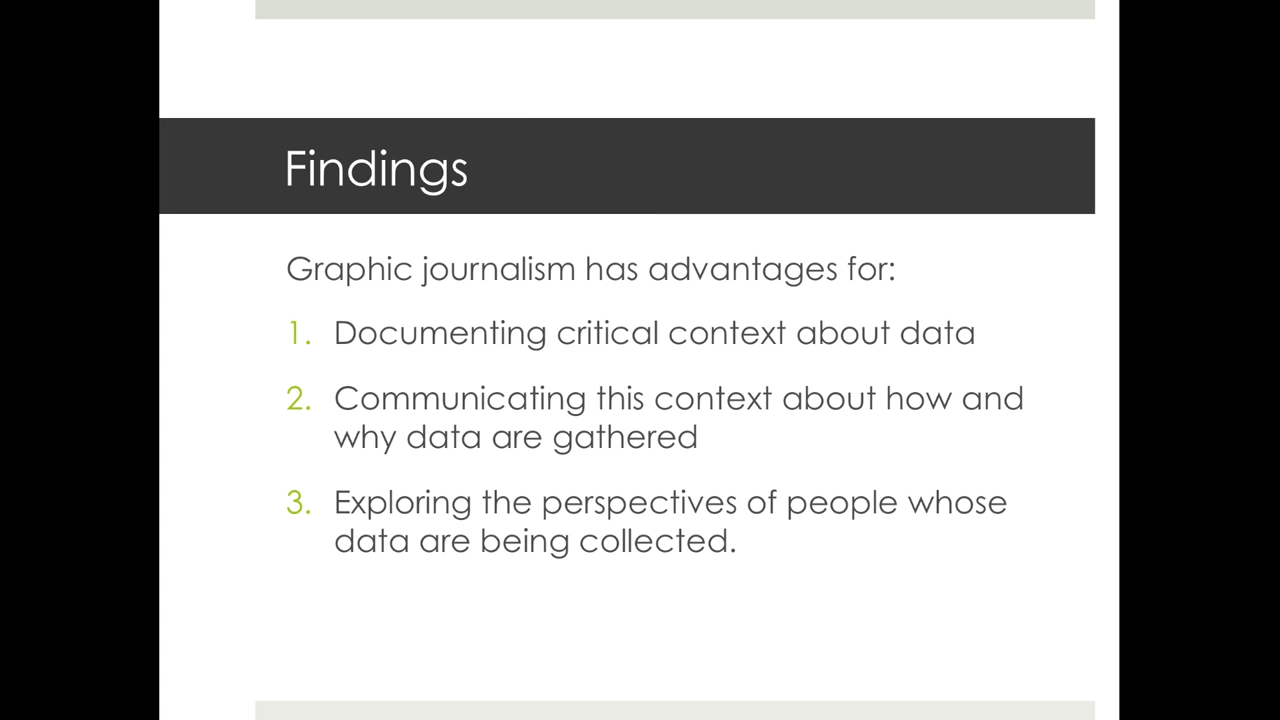 Findings
Graphic journalism has advantages for:
1. Documenting critical context about data
2. Communicating this context about how and
why data are gathered
3. Exploring the perspectives of people whose
data are being collected.